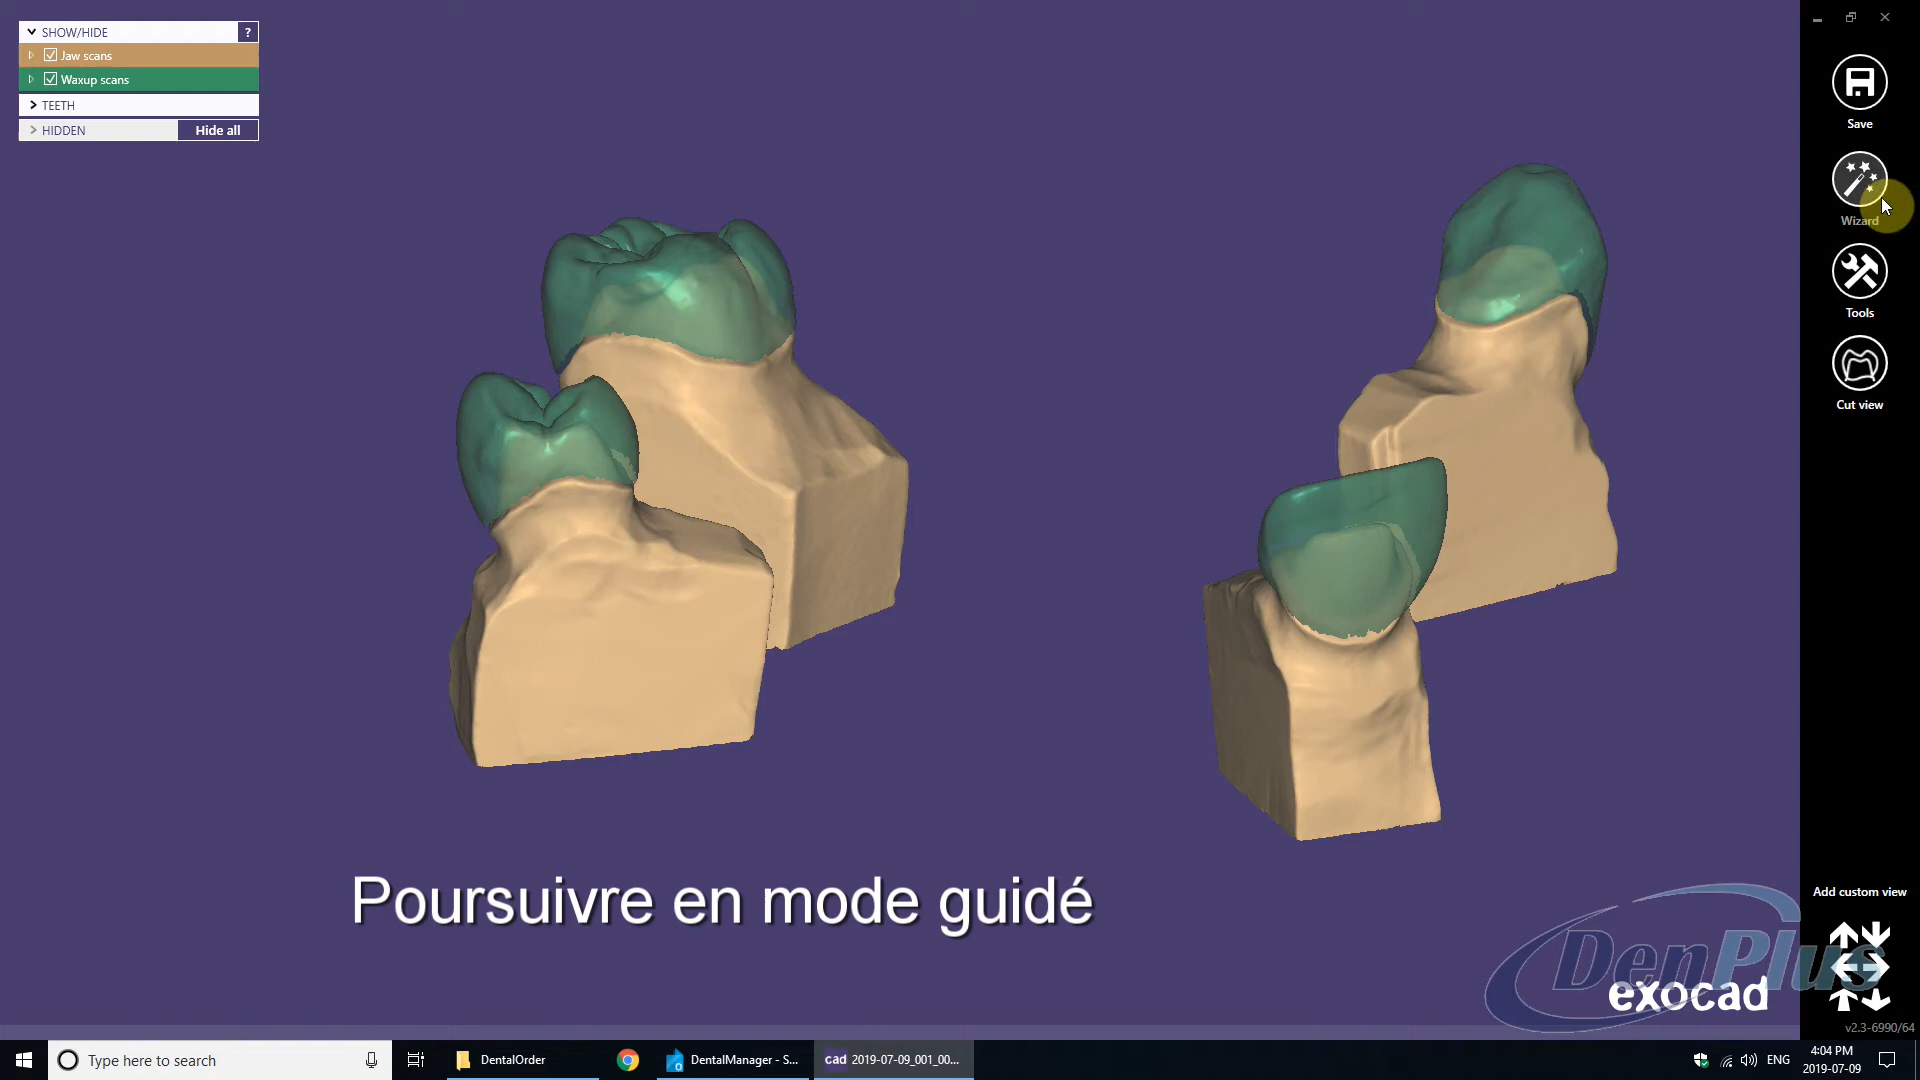 SHOW/HIDE ?
Jaw scans
Waxup scans
TEETH
HIDDEN Hide all
Save
Wizard
Tools
Cut view
Poursuivre en mode guidé
Add custom view
DenPlus
exocad
v2.3-6990/64
Type here to search
DentalOrder
DentalManager - S...
cad 2019-07-09_001_00...
ENG
4:04 PM
2019-07-09